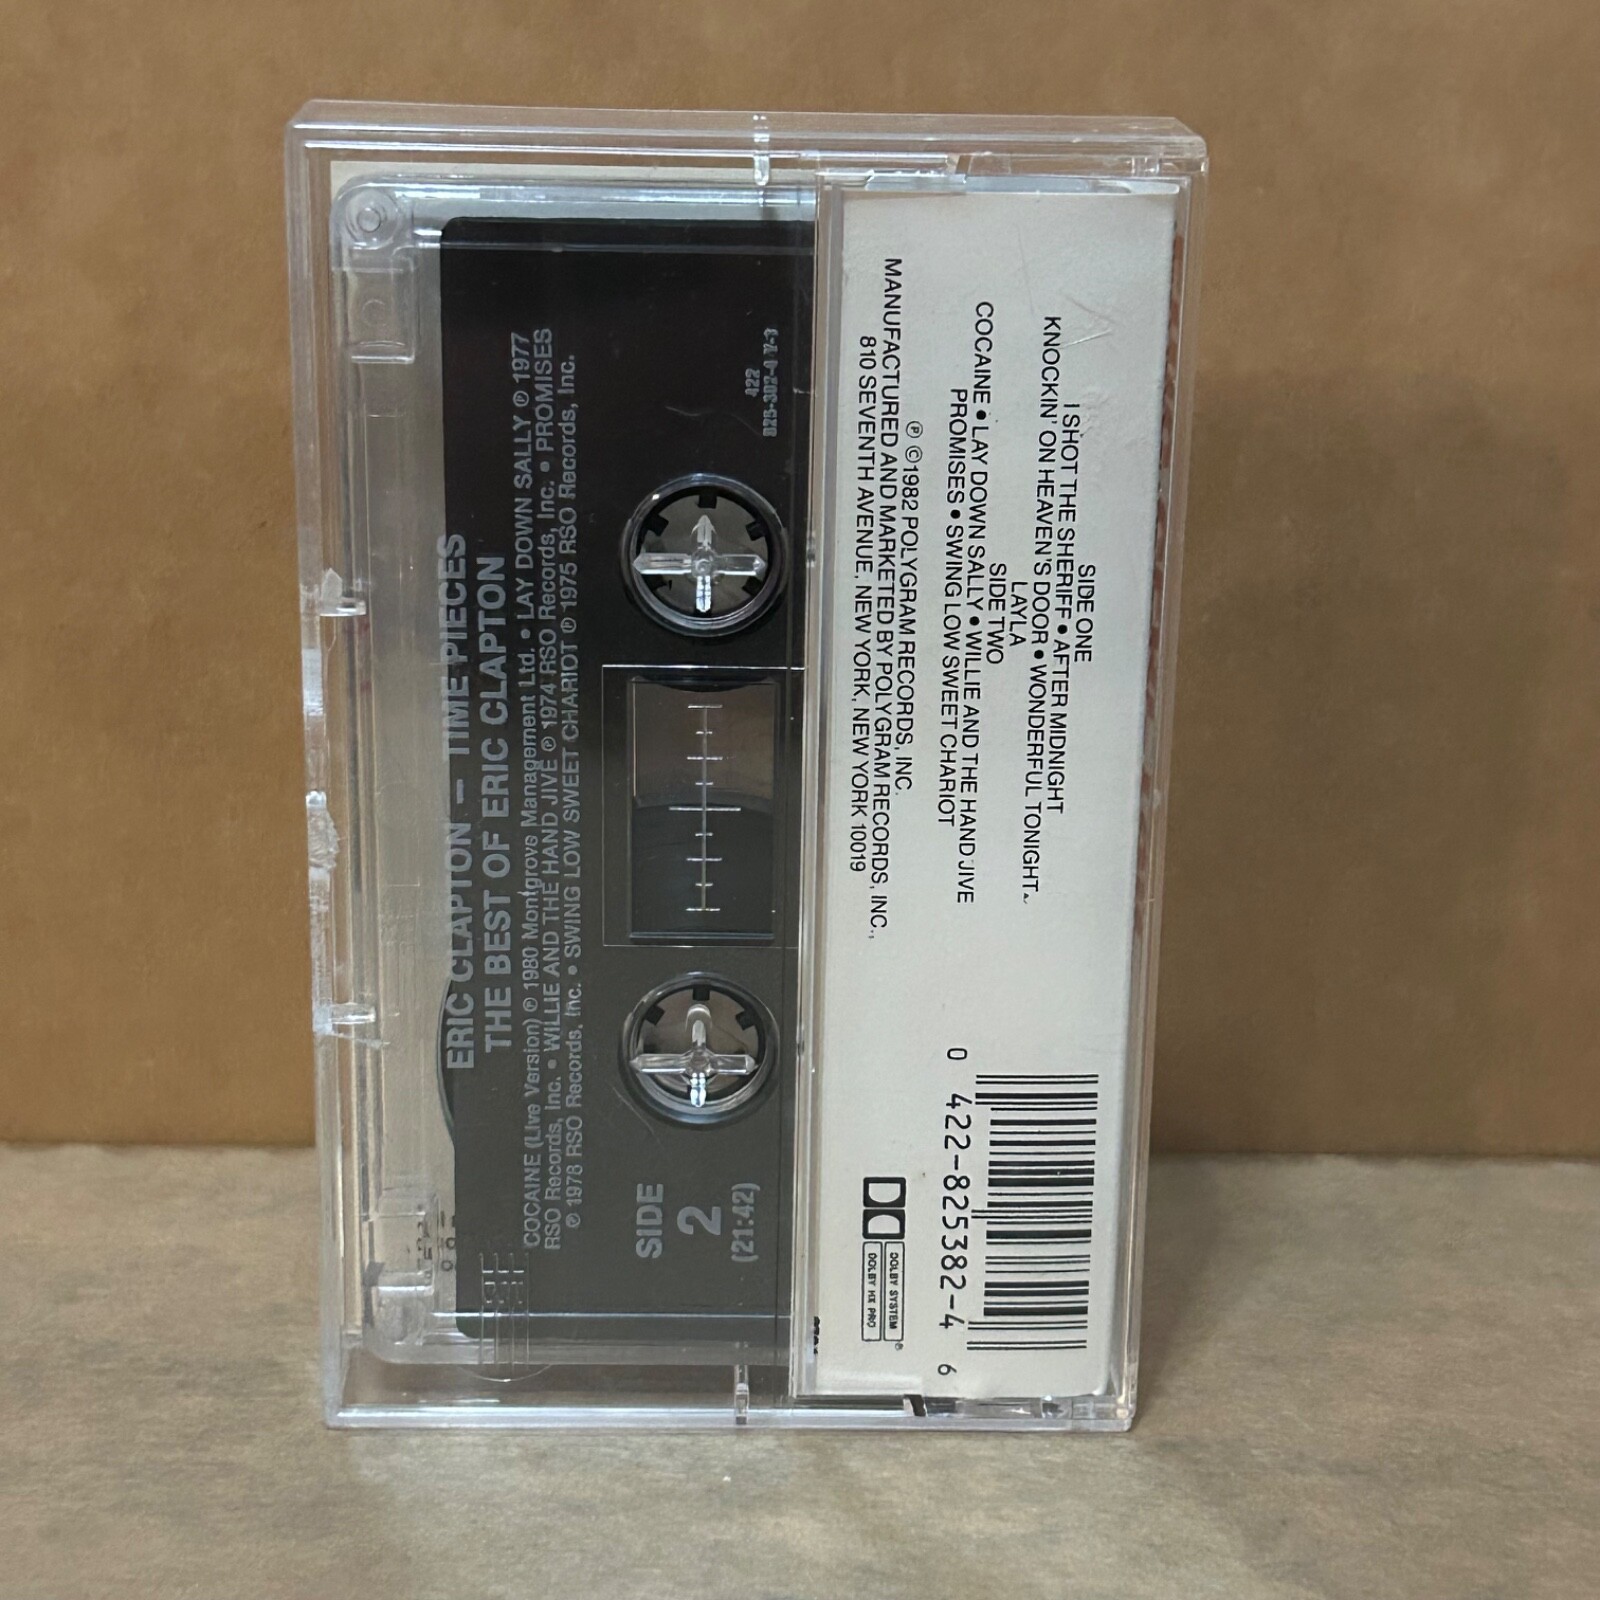 SIDE ONE
I SHOT THE SHERIFF • AFTER MIDNIGHT
KNOCKIN' ON HEAVEN'S DOOR • WONDERFUL TONIGHT
LAYLA
SIDE TWO
COCAINE • LAY DOWN SALLY • WILLIE AND THE HAND JIVE
PROMISES • SWING LOW SWEET CHARIOT
℗ ©1982 POLYGRAM RECORDS, INC.
MANUFACTURED AND MARKETED BY POLYGRAM RECORDS, INC.,
810 SEVENTH AVENUE, NEW YORK, NEW YORK 10019
0 422-825382-4 6
DOLBY SYSTEM®
DOLBY HX PRO
ERIC CLAPTON – TIME PIECES
THE BEST OF ERIC CLAPTON
COCAINE (Live Version) ℗ 1980 Montgrove Management Ltd. • LAY DOWN SALLY ℗ 1977
RSO Records, Inc. • WILLIE AND THE HAND JIVE ℗ 1974 RSO Records, Inc. • PROMISES
℗ 1978 RSO Records, Inc. • SWING LOW SWEET CHARIOT ℗ 1975 RSO Records, Inc.
SIDE
2
(21:42)
422